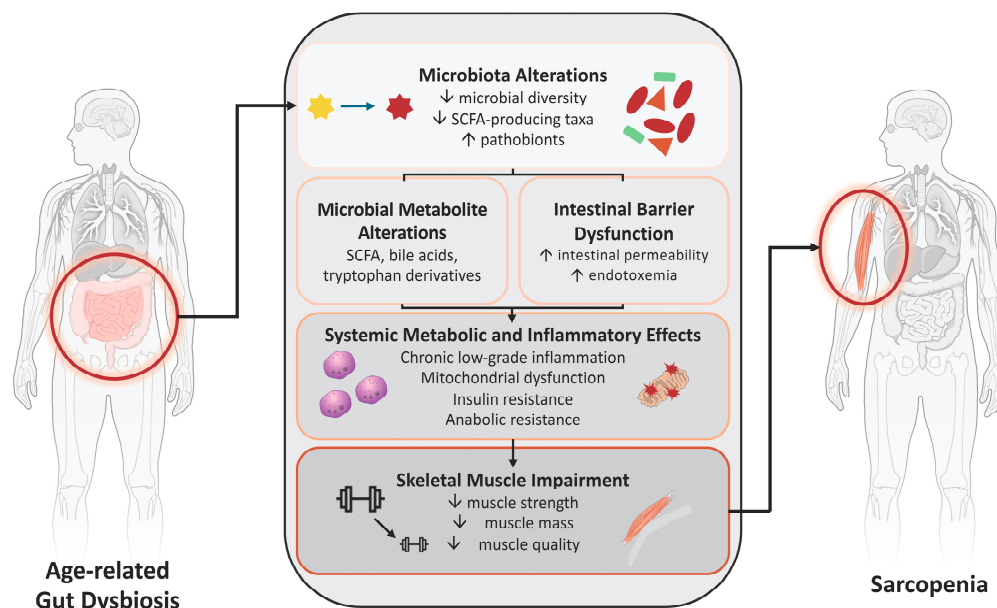 Microbiota Alterations
↓ microbial diversity
↓ SCFA-producing taxa
↑ pathobionts
Microbial Metabolite
Alterations
SCFA, bile acids,
tryptophan derivatives
Intestinal Barrier
Dysfunction
↑ intestinal permeability
↑ endotoxemia
Systemic Metabolic and Inflammatory Effects
Chronic low-grade inflammation
Mitochondrial dysfunction
Insulin resistance
Anabolic resistance
Skeletal Muscle Impairment
↓ muscle strength
↓ muscle mass
↓ muscle quality
Age-related
Gut Dysbiosis
Sarcopenia